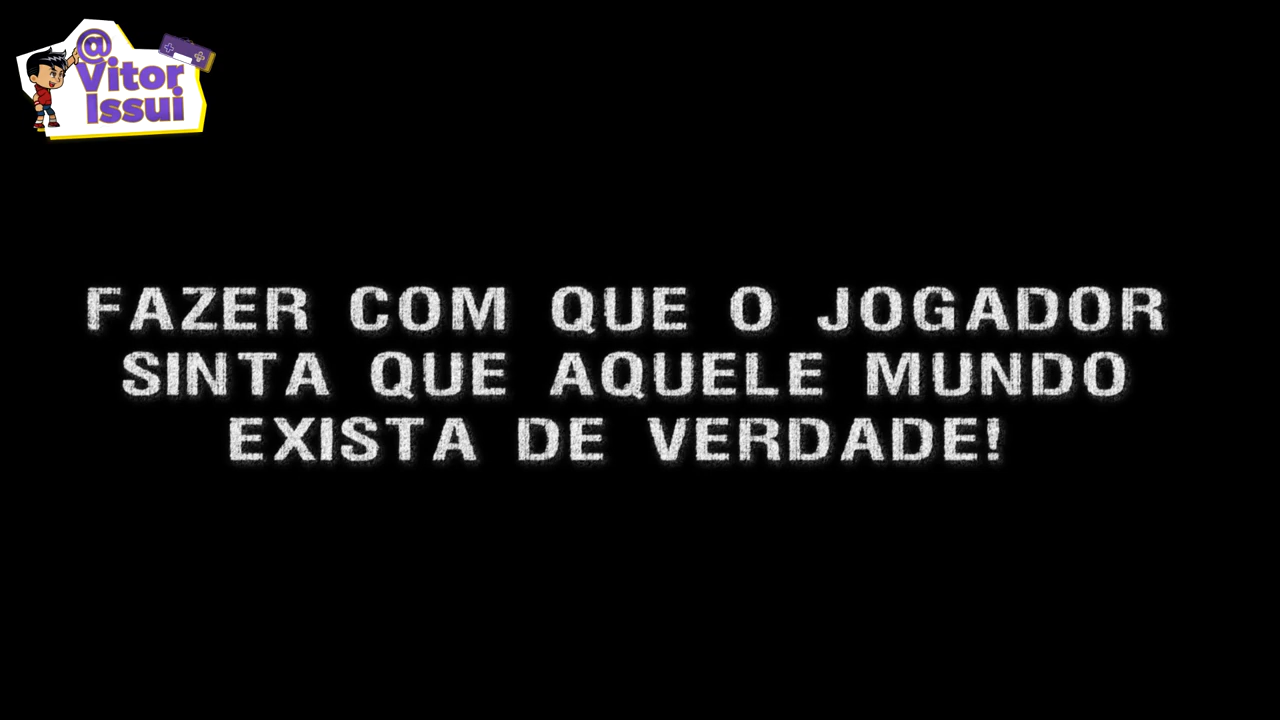 @
Vitor
Issui
FAZER COM QUE O JOGADOR
SINTA QUE AQUELE MUNDO
EXISTA DE VERDADE!